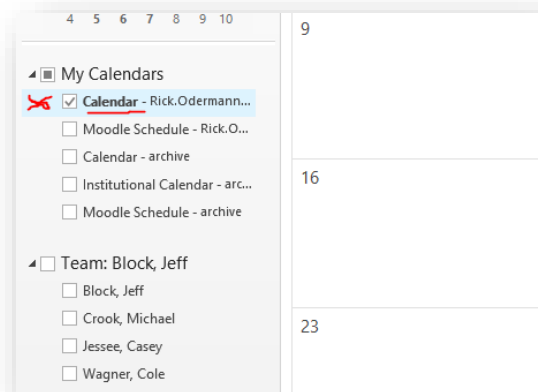 4 5 6 7 8 9 10
My Calendars
Calendar - Rick.Odermann...
Moodle Schedule - Rick.O...
Calendar - archive
Institutional Calendar - arc...
Moodle Schedule - archive
Team: Block, Jeff
Block, Jeff
Crook, Michael
Jessee, Casey
Wagner, Cole
9
16
23